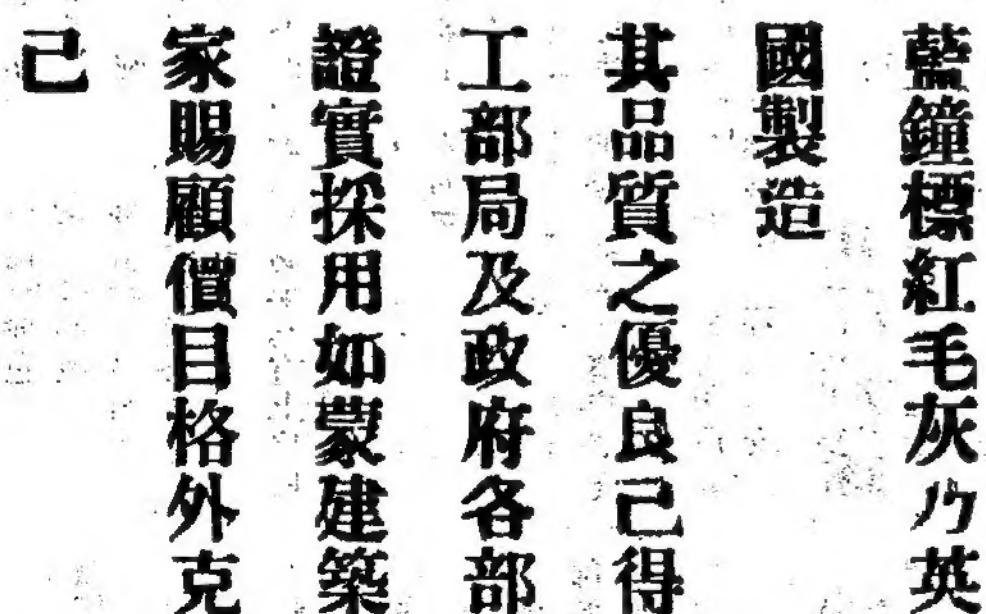 藍鐘標紅毛灰乃英
國製造
其品質之優良己得
工部局及政府各部
證實採用如蒙建築
家賜顧價目格外克
己